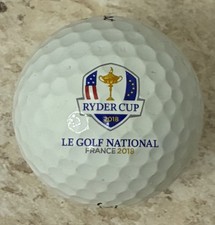 RYDER CUP
2018
LE GOLF NATIONAL
FRANCE 2018